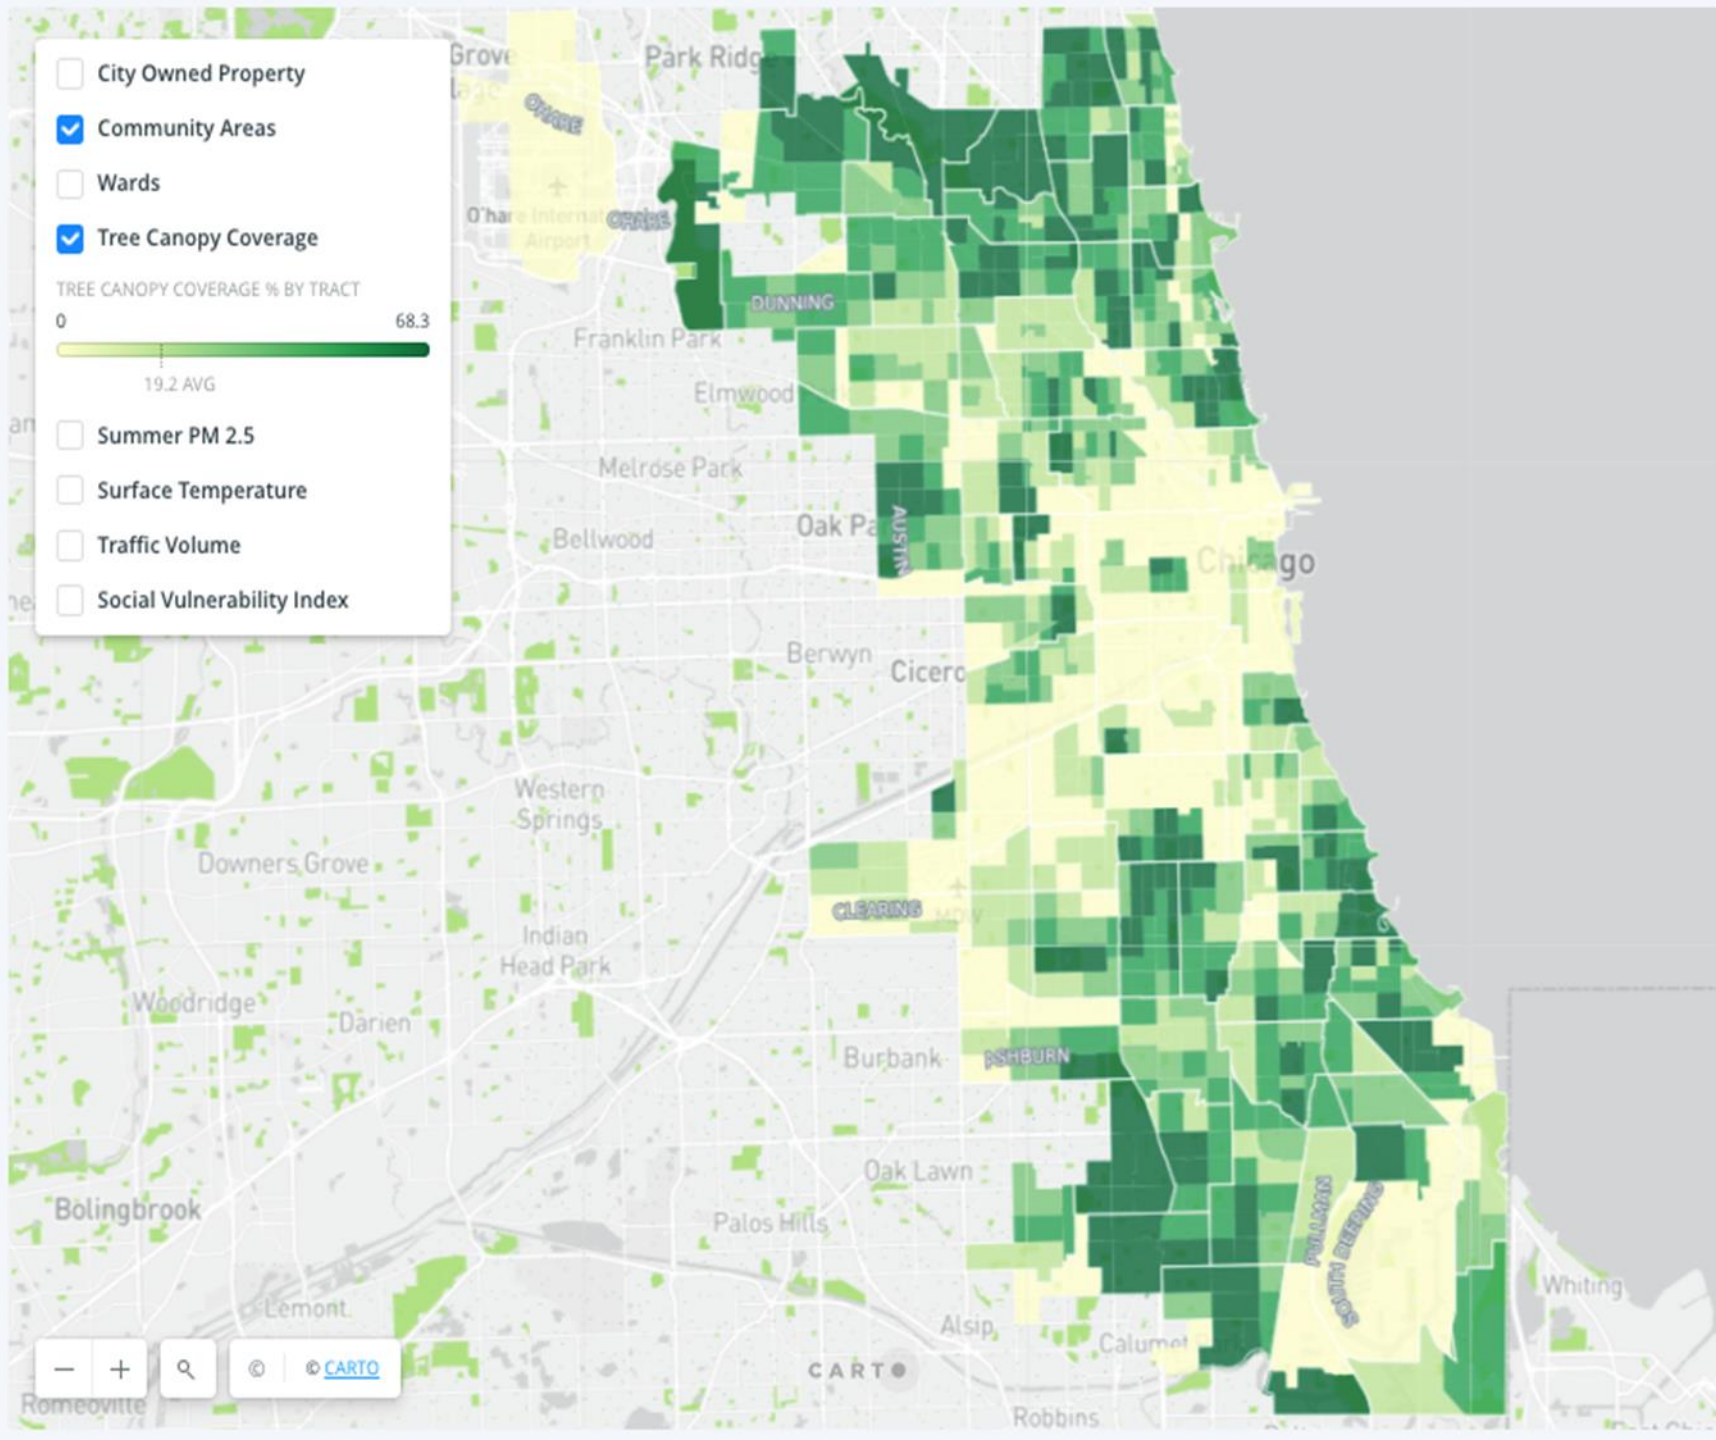 City Owned Property
Community Areas
Wards
Tree Canopy Coverage
TREE CANOPY COVERAGE % BY TRACT
0 68.3
19.2 AVG
Summer PM 2.5
Surface Temperature
Traffic Volume
Social Vulnerability Index
Grove
Park Ridge
OHARE
O'hare Internat
OHARE
Airport
DUNNING
Franklin Park
Elmwood
Melrose Park
Oak Pa
AUSTIN
Bellwood
Chicago
Berwyn
Cicero
Western
Springs
Downers Grove
CLEARING
MDW
Indian
Head Park
Woodridge
Darien
Burbank
ASHBURN
Oak Lawn
Bolingbrook
Palos Hills
PULLMAN
SOUTH DEERING
Whiting
Lemont
Alsip
Calumet Park
− +
© © CARTO
CARTO
Romeoville
Robbins